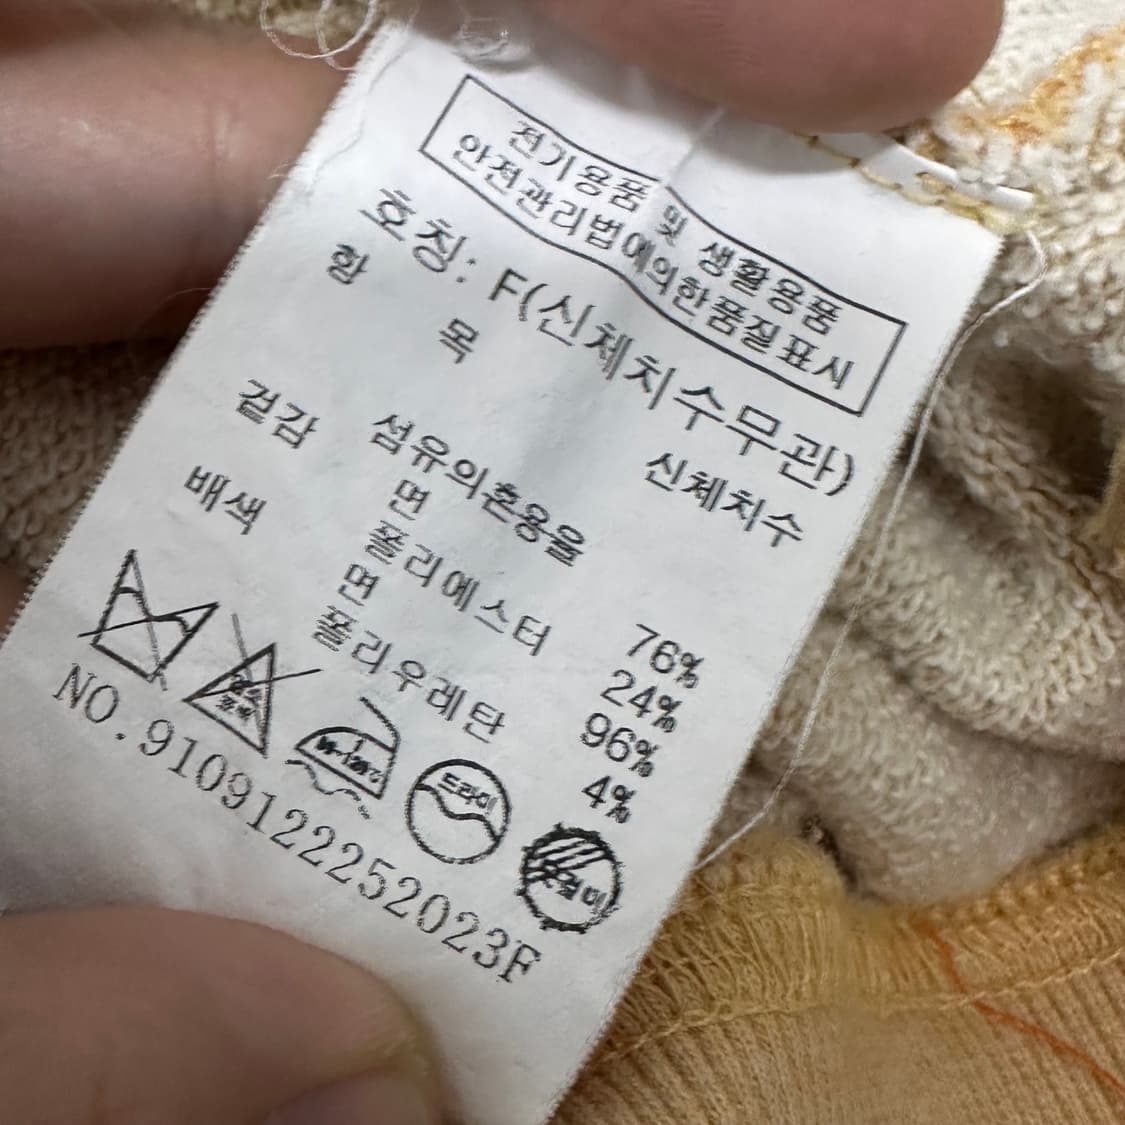 전기용품 및 생활용품
안전관리법에의한품질표시
호칭: F(신체치수무관)
항 목 신체치수
섬유의혼용율
겉감 면 76%
폴리에스터 24%
배색 면 96%
폴리우레탄 4%
드라이
NO.9109122252023F